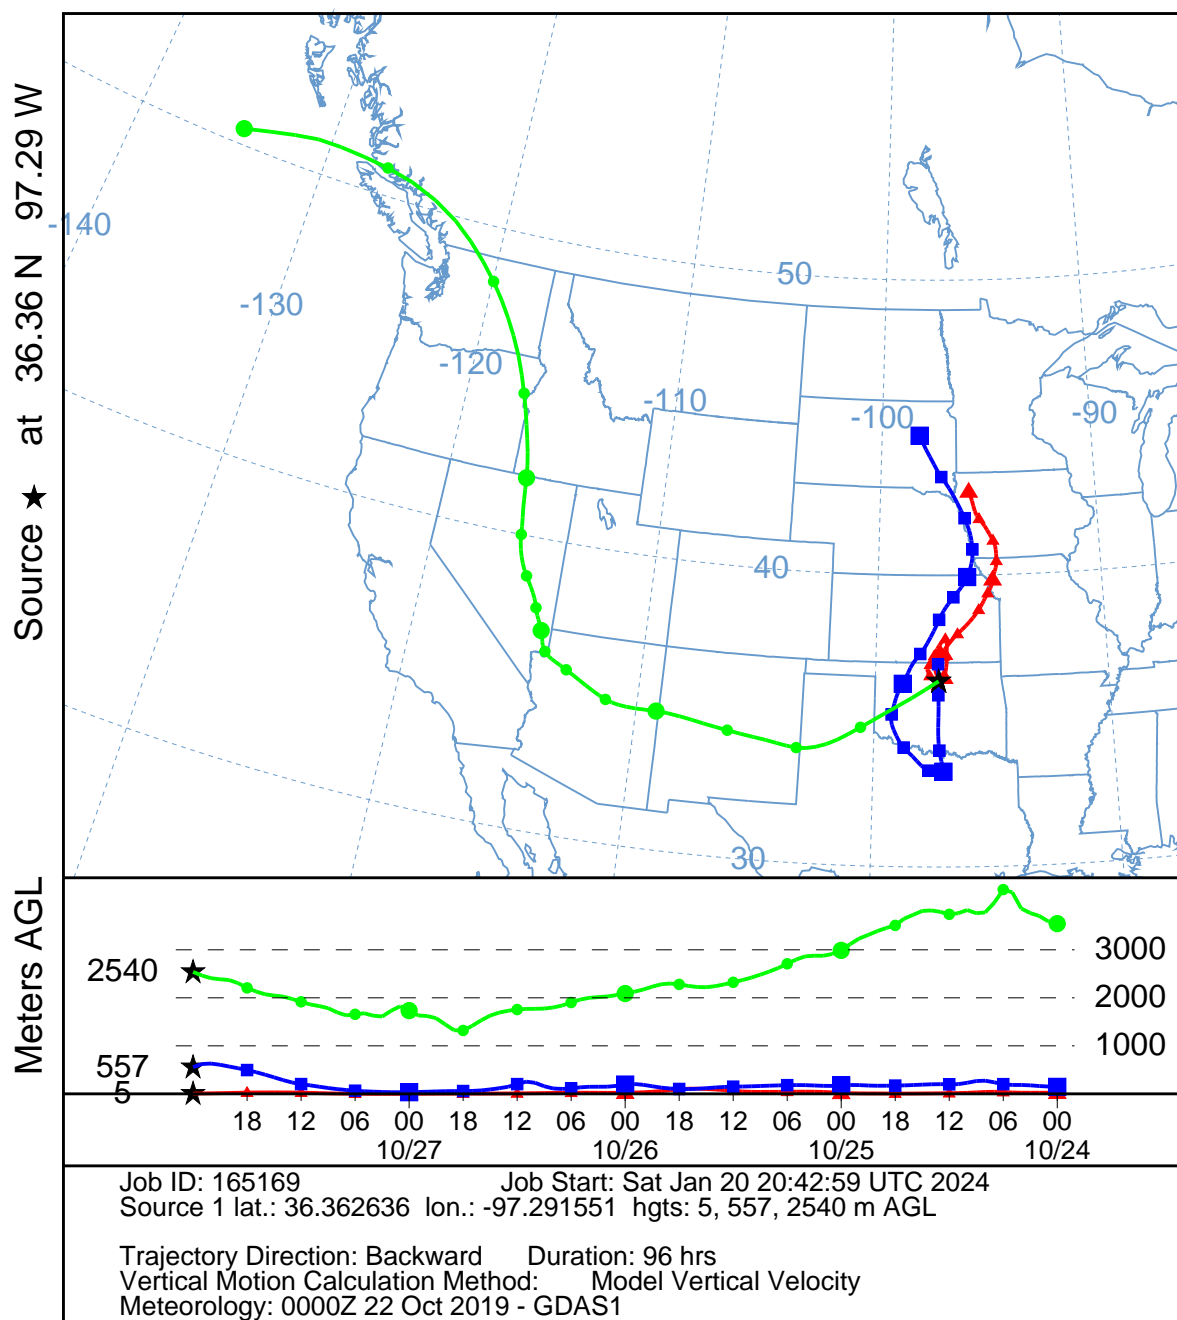 Source ★ at 36.36 N 97.29 W
-140
-130
-120
-110
-100
-90
50
40
30
Meters AGL
2540
557
5
3000
2000
1000
18 12 06 00 18 12 06 00 18 12 06 00 18 12 06 00
10/27 10/26 10/25 10/24
Job ID: 165169 Job Start: Sat Jan 20 20:42:59 UTC 2024
Source 1 lat.: 36.362636 lon.: -97.291551 hgts: 5, 557, 2540 m AGL
Trajectory Direction: Backward Duration: 96 hrs
Vertical Motion Calculation Method: Model Vertical Velocity
Meteorology: 0000Z 22 Oct 2019 - GDAS1